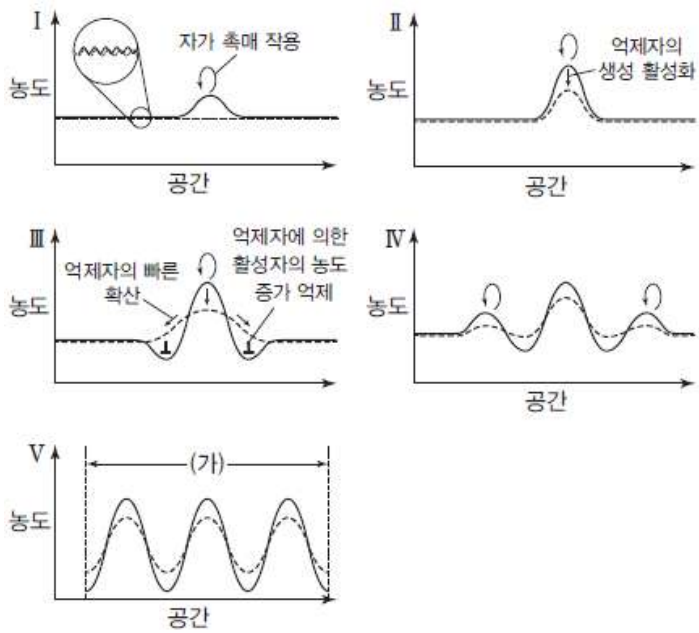 I
농도
자가 촉매 작용
공간
II
농도
억제자의
생성 활성화
공간
III
농도
억제자의 빠른
확산
억제자에 의한
활성자의 농도
증가 억제
공간
IV
농도
공간
V
농도
(가)
공간